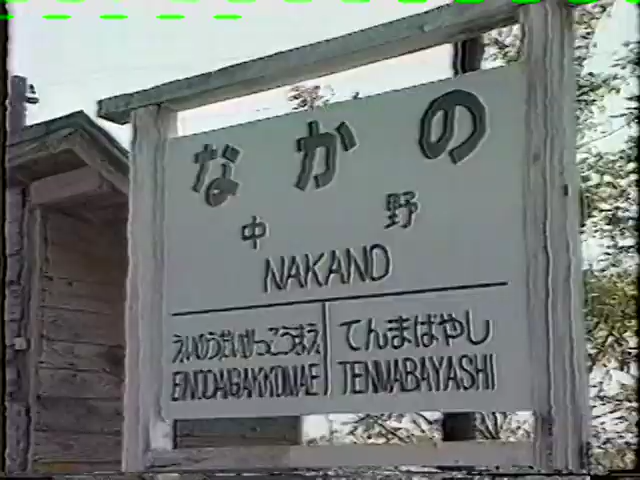 なかの
中野
NAKANO
えいのうだいがっこうまえ
EINODAIGAKKOMAE
てんまばやし
TENMABAYASHI